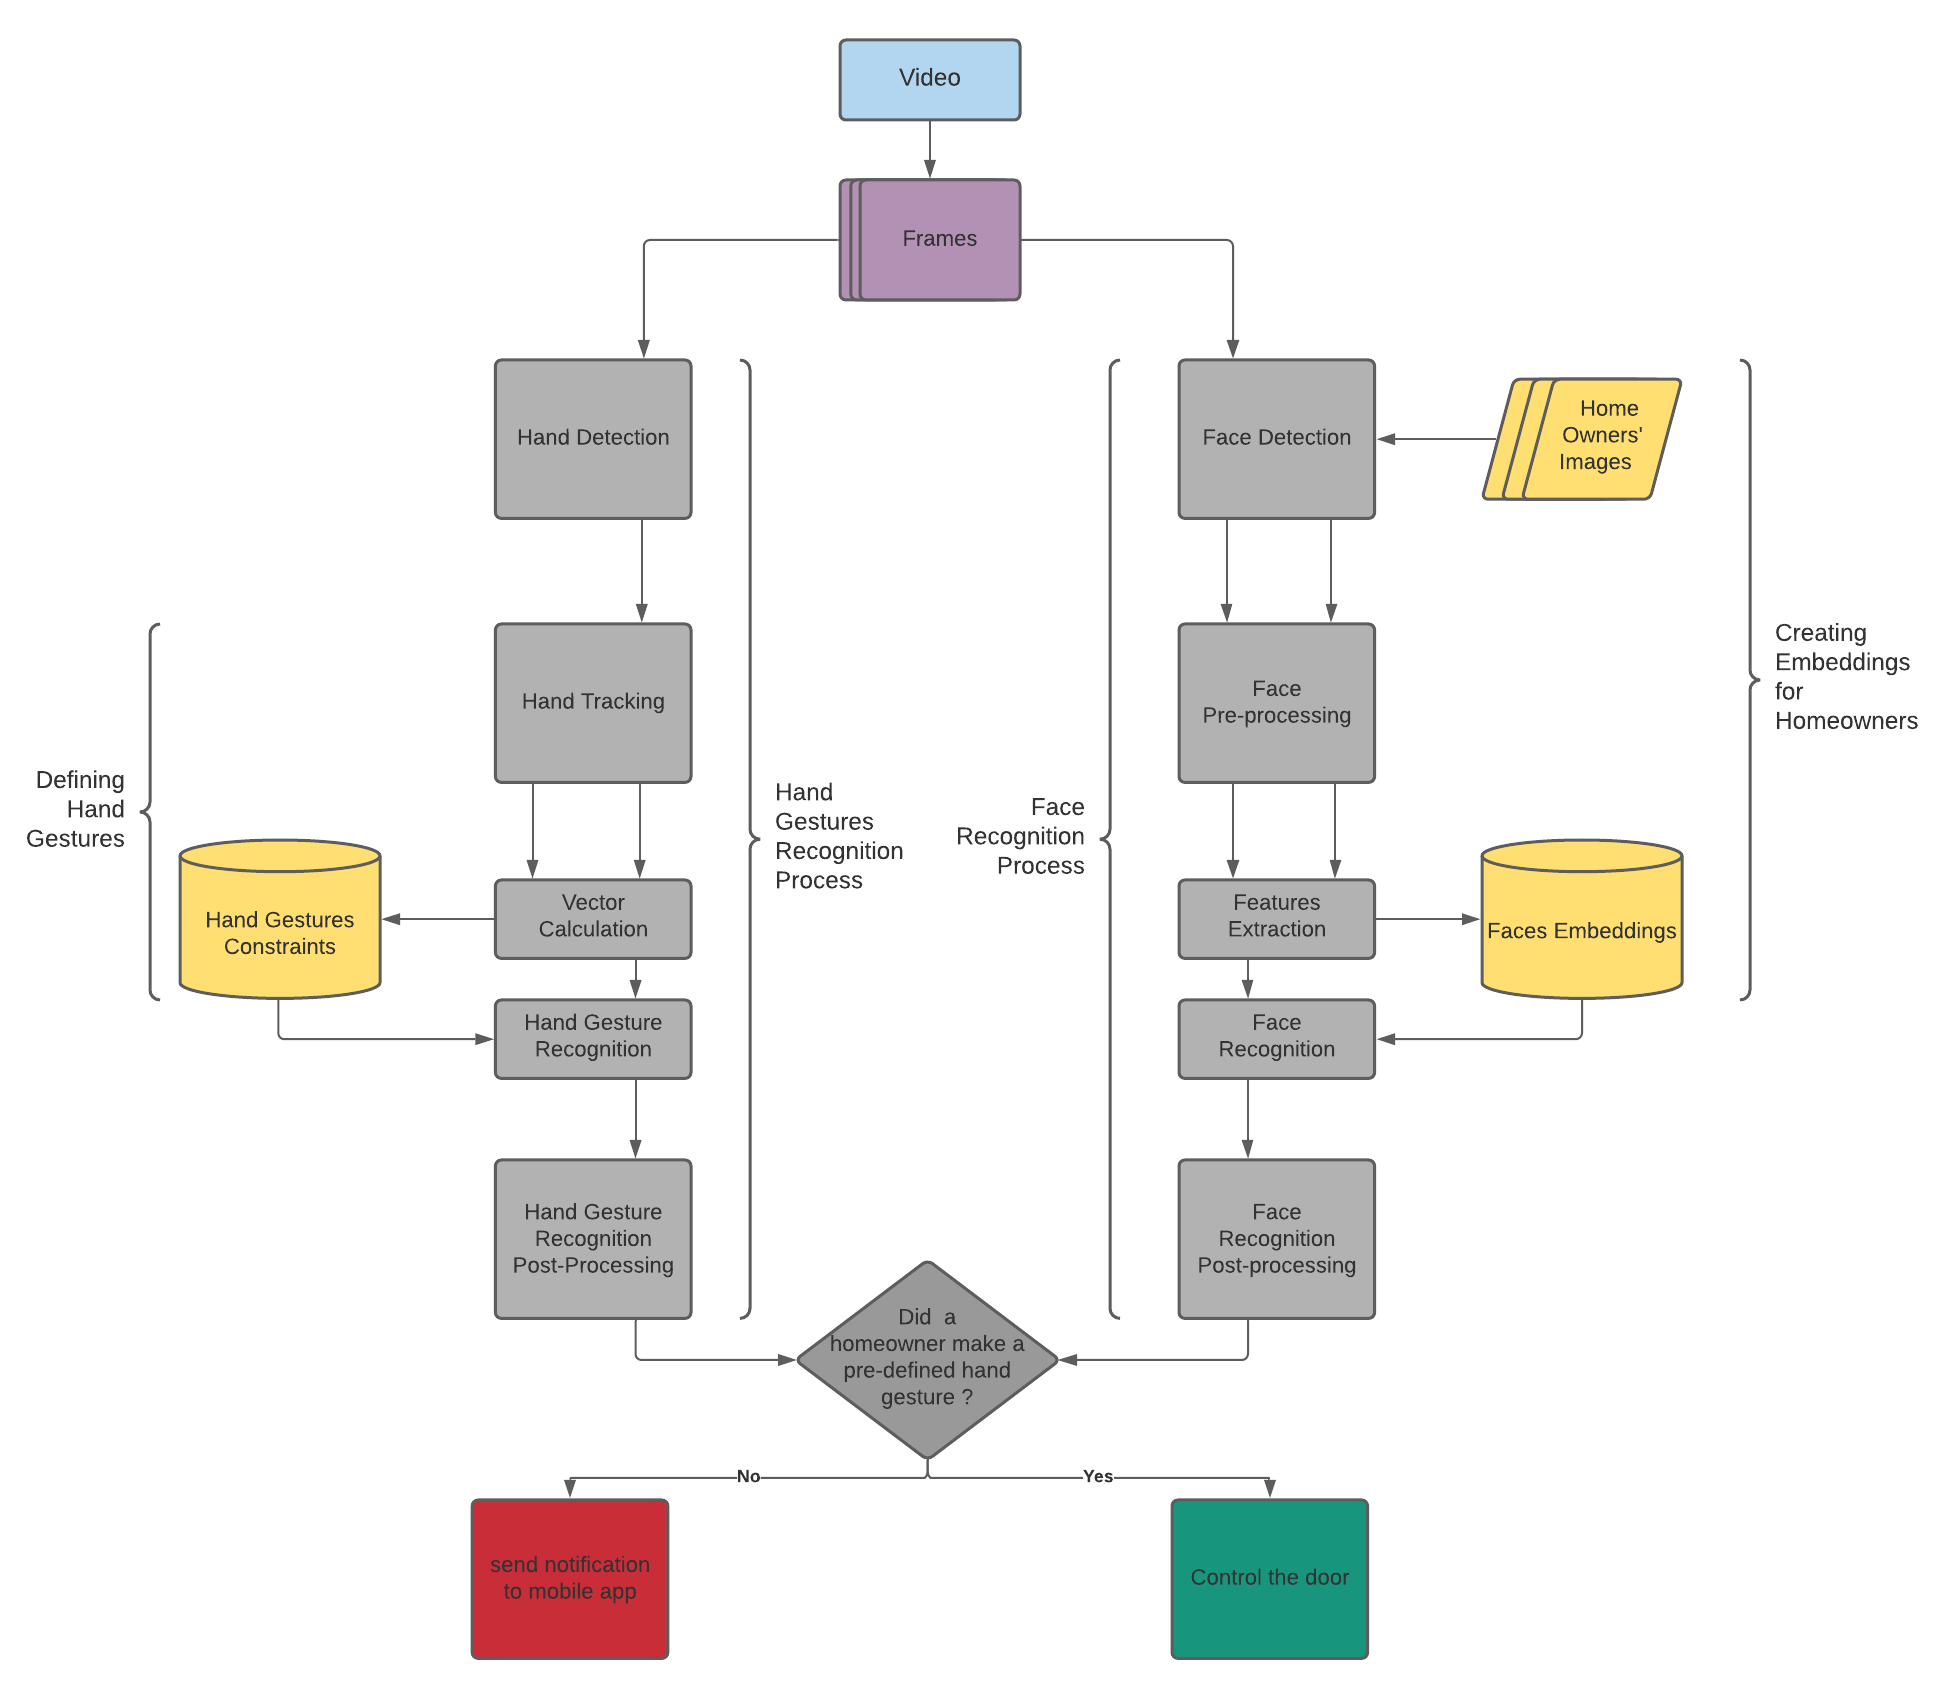 Video
Frames
Hand Detection
Face Detection
Home
Owners'
Images
Hand Tracking
Face
Pre-processing
Creating
Embeddings
for
Homeowners
Defining
Hand
Gestures
Hand
Gestures
Recognition
Process
Face
Recognition
Process
Hand Gestures
Constraints
Vector
Calculation
Features
Extraction
Faces Embeddings
Hand Gesture
Recognition
Face
Recognition
Hand Gesture
Recognition
Post-Processing
Face
Recognition
Post-processing
Did a
homeowner make a
pre-defined hand
gesture ?
No
Yes
send notification
to mobile app
Control the door